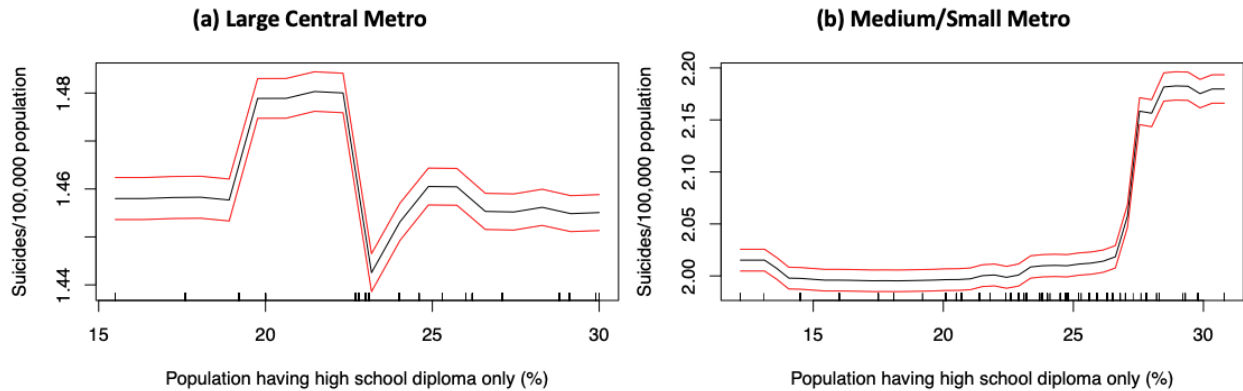 (a) Large Central Metro
Suicides/100,000 population
1.48
1.46
1.44
15 20 25 30
Population having high school diploma only (%)
(b) Medium/Small Metro
Suicides/100,000 population
2.20
2.15
2.10
2.05
2.00
15 20 25 30
Population having high school diploma only (%)